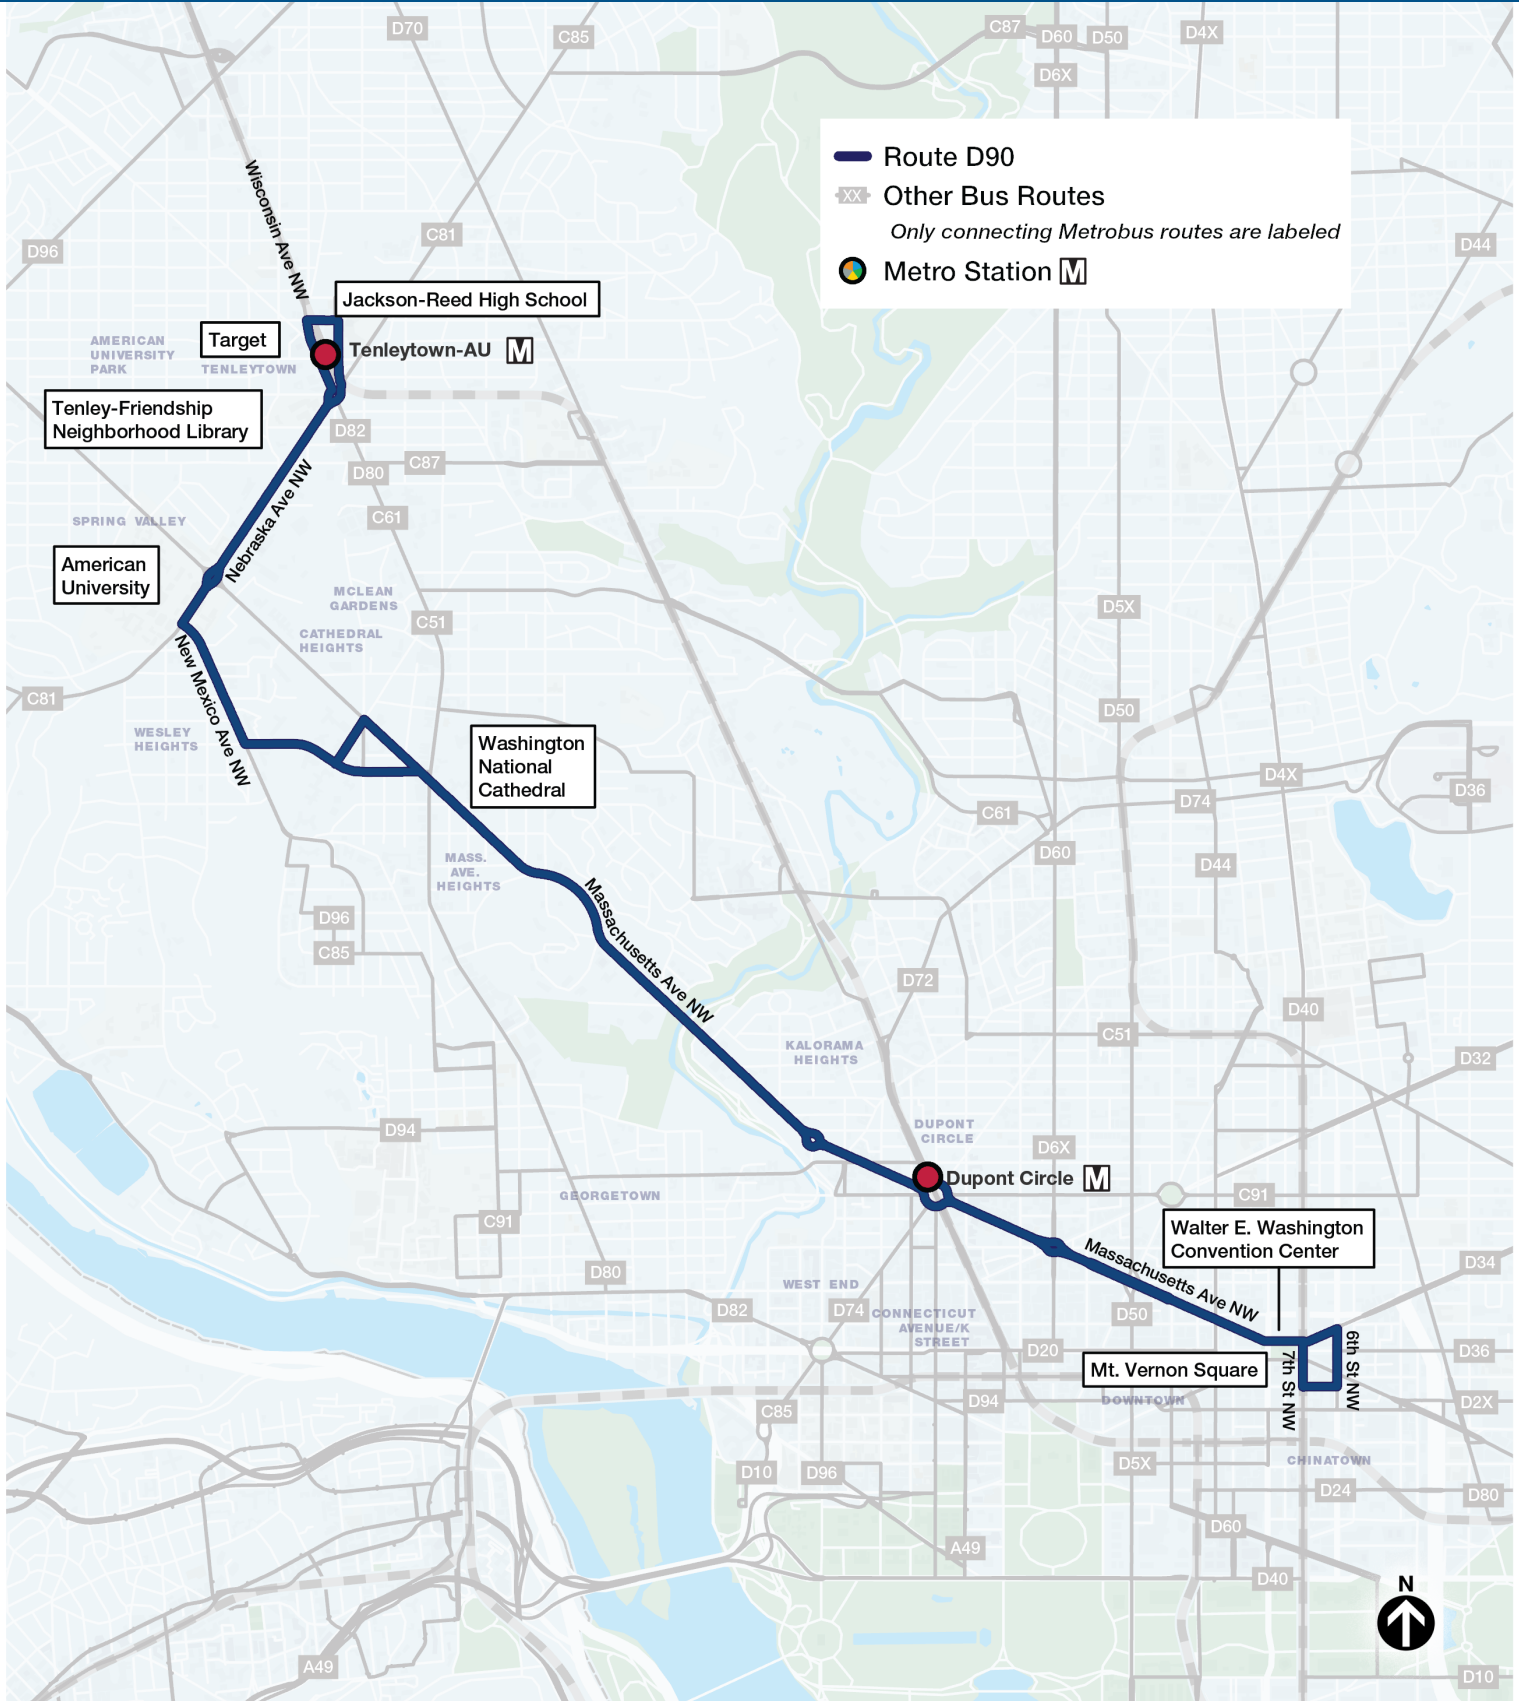 D70
C85
C87
D60
D50
D4X
D6X
Route D90
XX
Other Bus Routes
Only connecting Metrobus routes are labeled
Metro Station M
Wisconsin Ave NW
C81
D96
D44
Jackson-Reed High School
Target
AMERICAN
UNIVERSITY
PARK
TENLEYTOWN
Tenleytown-AU M
Tenley-Friendship
Neighborhood Library
D82
D80
C87
C61
Nebraska Ave NW
SPRING VALLEY
American
University
MCLEAN
GARDENS
C51
CATHEDRAL
HEIGHTS
D5X
New Mexico Ave NW
C81
WESLEY
HEIGHTS
D50
Washington
National
Cathedral
D4X
D74
D36
C61
D60
D44
MASS.
AVE.
HEIGHTS
Massachusetts Ave NW
D96
C85
D72
D40
C51
KALORAMA
HEIGHTS
D32
D94
DUPONT
CIRCLE
D6X
Dupont Circle M
GEORGETOWN
C91
C91
Walter E. Washington
Convention Center
Massachusetts Ave NW
D34
D80
WEST END
D82
D74
CONNECTICUT
AVENUE/K
STREET
D50
D20
Mt. Vernon Square
7th St NW
6th St NW
D36
DOWNTOWN
D94
D2X
C85
D10
D96
D5X
CHINATOWN
D24
D80
D60
A49
D40
N
A49
D10